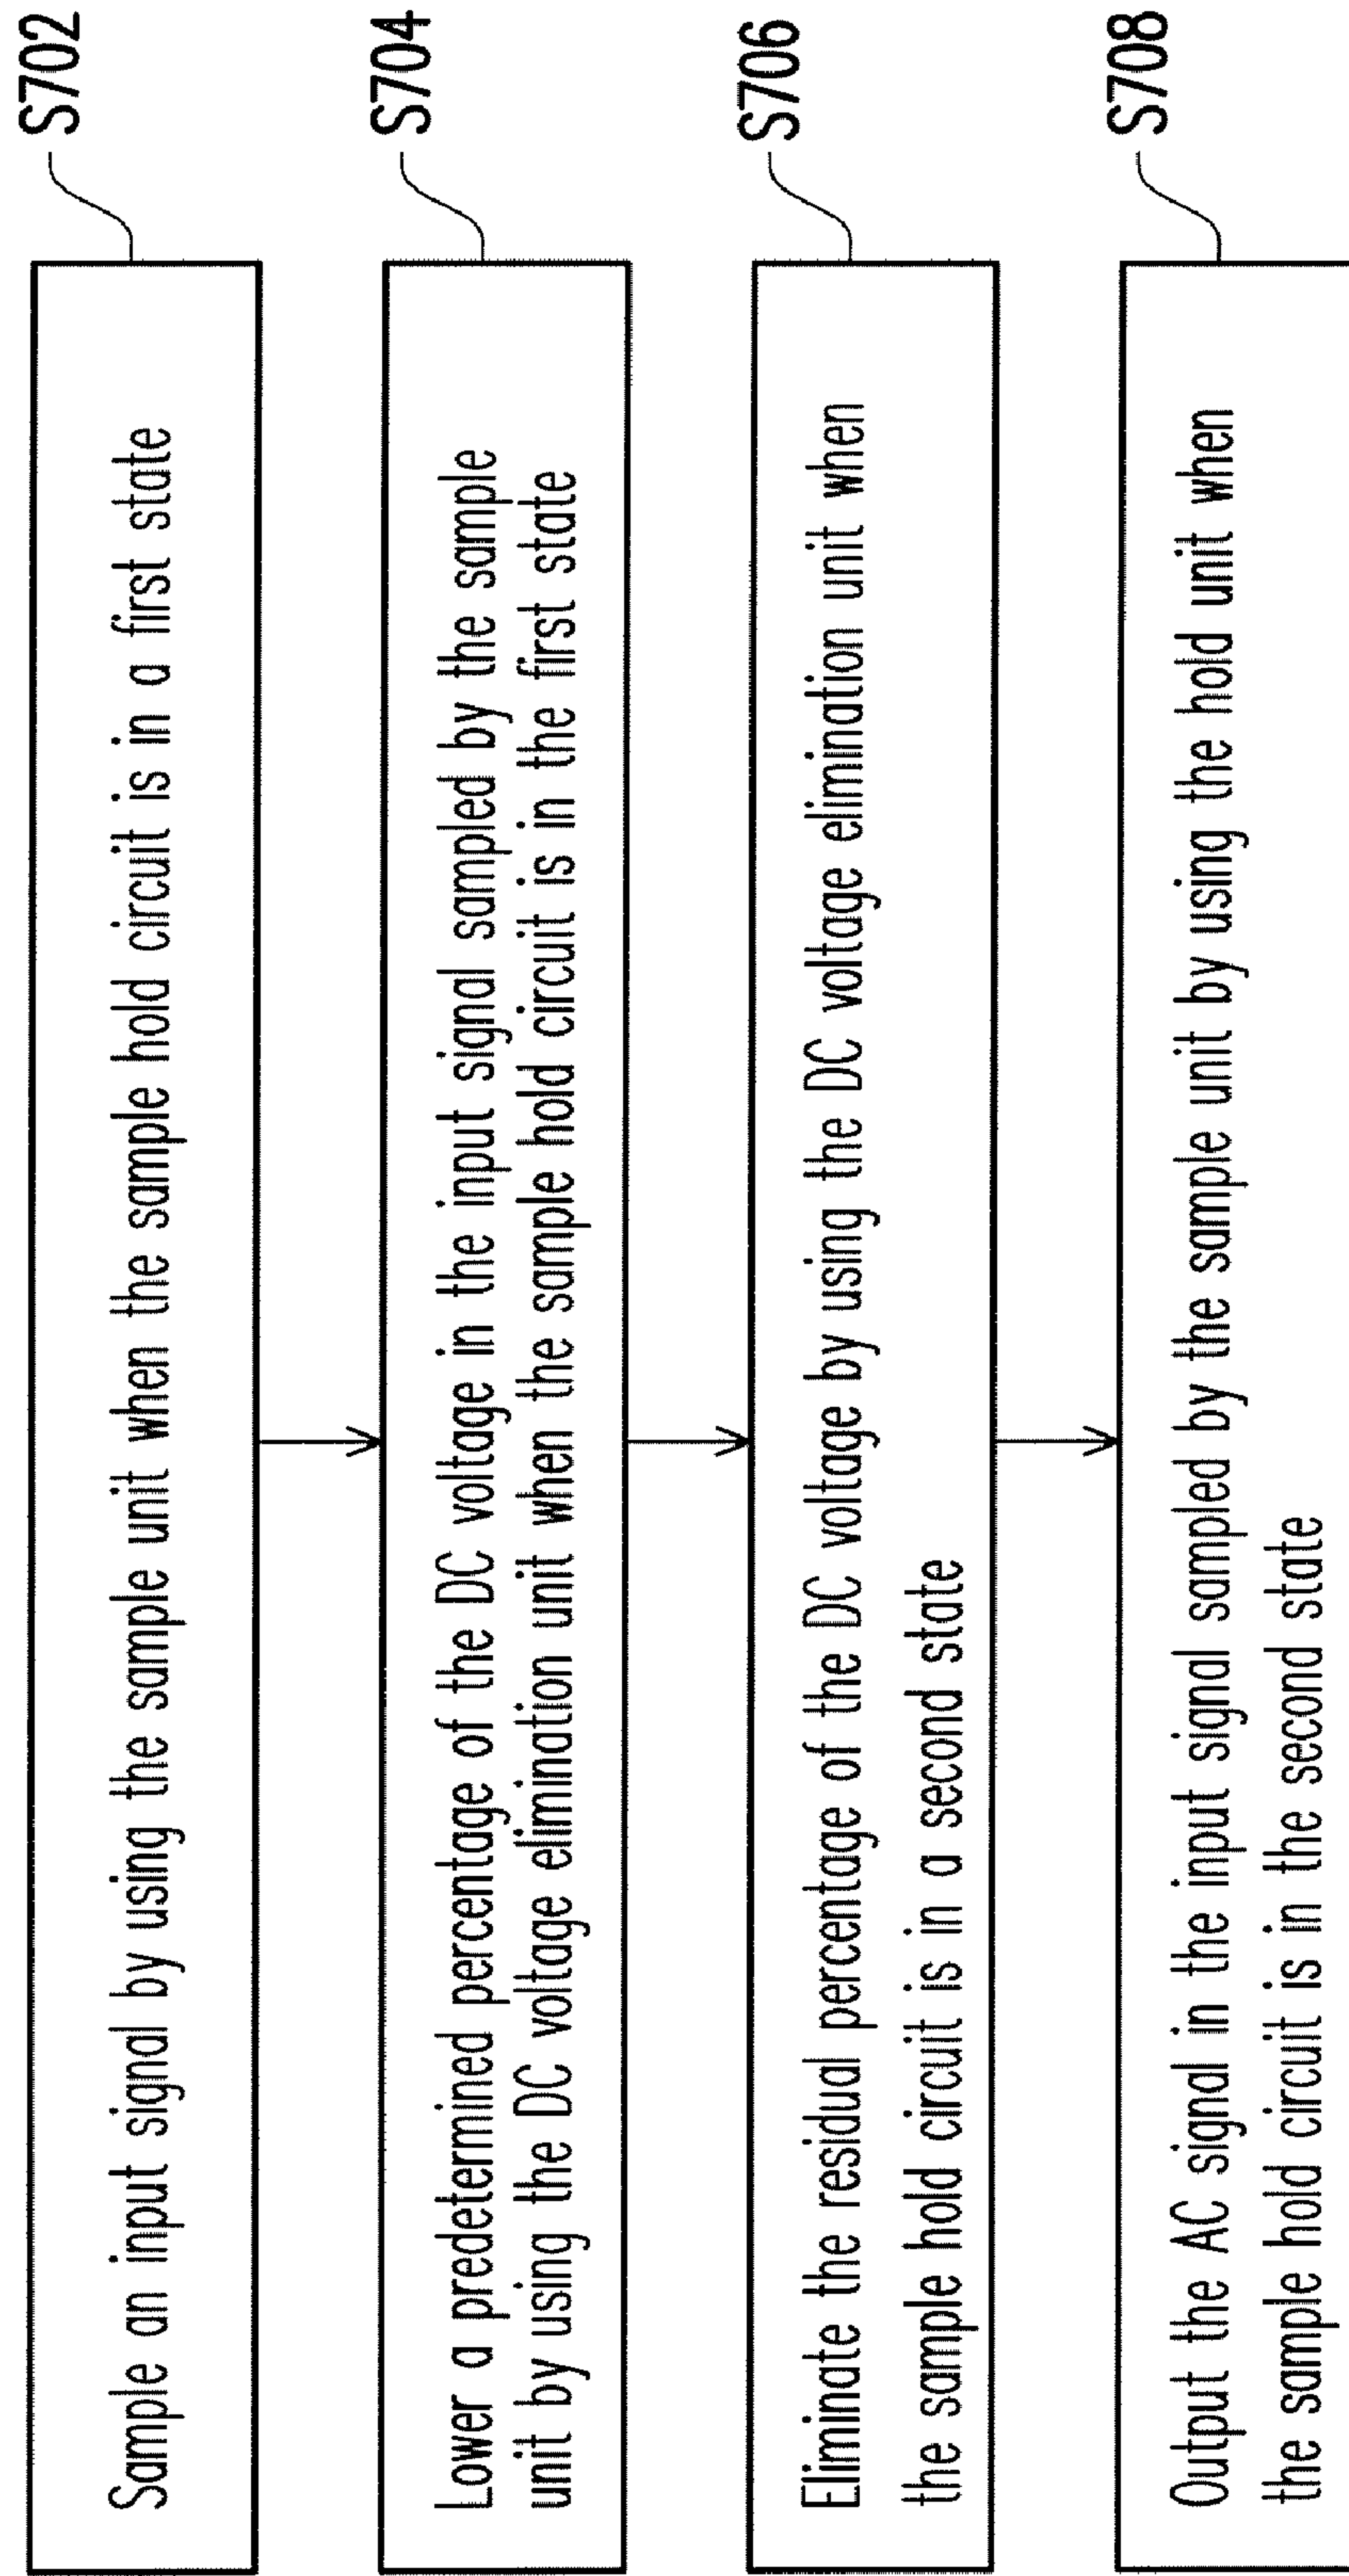 Sample an input signal by using the sample unit when the sample hold circuit is in a first state
S702
Lower a predetermined percentage of the DC voltage in the input signal sampled by the sample
unit by using the DC voltage elimination unit when the sample hold circuit is in the first state
S704
Eliminate the residual percentage of the DC voltage by using the DC voltage elimination unit when
the sample hold circuit is in a second state
S706
Output the AC signal in the input signal sampled by the sample unit by using the hold unit when
the sample hold circuit is in the second state
S708